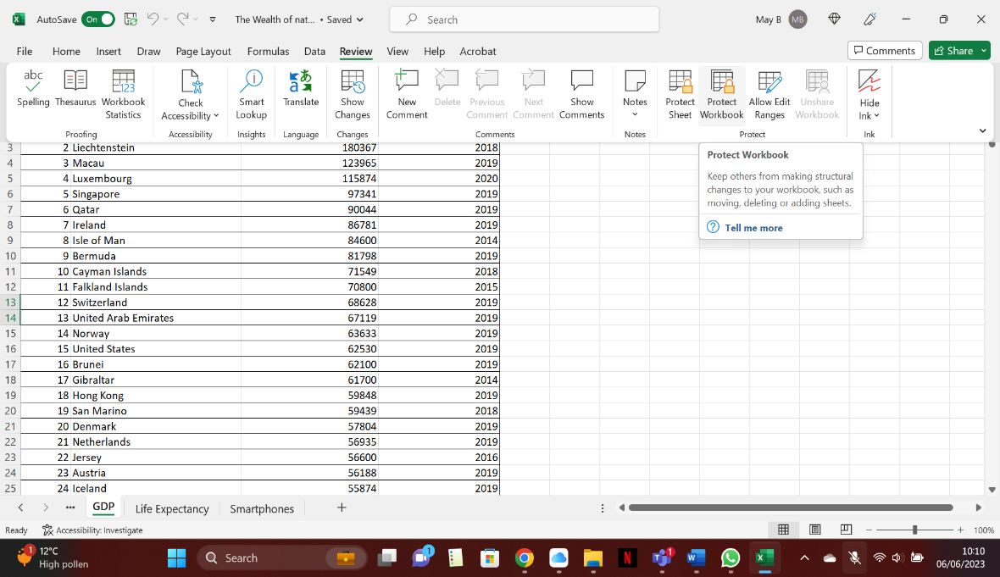 AutoSave On The Wealth of nat... • Saved Search May B MB
File Home Insert Draw Page Layout Formulas Data Review View Help Acrobat Comments Share
abc
Spelling Thesaurus Workbook Statistics
Check Accessibility
Smart Lookup
Translate
Show Changes
New Comment Delete Previous Comment Next Comment Show Comments
Notes
Protect Sheet Protect Workbook Allow Edit Ranges Unshare Workbook
Hide Ink
Proofing Accessibility Insights Language Changes Comments Notes Protect Ink
Protect Workbook
Keep others from making structural
changes to your workbook, such as
moving, deleting or adding sheets.
Tell me more
3 2 Liechtenstein 180367 2018
4 3 Macau 123965 2019
5 4 Luxembourg 115874 2020
6 5 Singapore 97341 2019
7 6 Qatar 90044 2019
8 7 Ireland 86781 2019
9 8 Isle of Man 84600 2014
10 9 Bermuda 81798 2019
11 10 Cayman Islands 71549 2018
12 11 Falkland Islands 70800 2015
13 12 Switzerland 68628 2019
14 13 United Arab Emirates 67119 2019
15 14 Norway 63633 2019
16 15 United States 62530 2019
17 16 Brunei 62100 2019
18 17 Gibraltar 61700 2014
19 18 Hong Kong 59848 2019
20 19 San Marino 59439 2018
21 20 Denmark 57804 2019
22 21 Netherlands 56935 2019
23 22 Jersey 56600 2016
24 23 Austria 56188 2019
25 24 Iceland 55874 2019
... GDP Life Expectancy Smartphones +
Ready Accessibility: Investigate 100%
1 12°C
High pollen
Search
1
1
10:10
06/06/2023